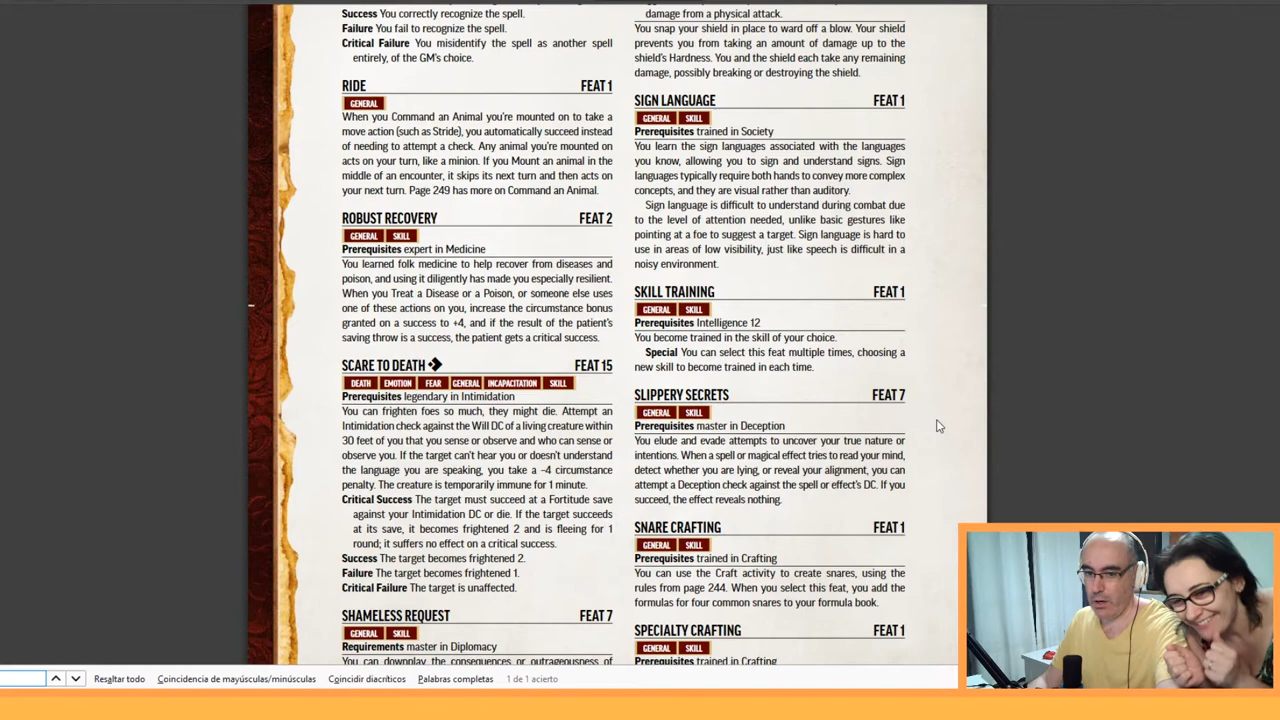 Success You correctly recognize the spell.
Failure You fail to recognize the spell.
Critical Failure You misidentify the spell as another spell
entirely, of the GM's choice.
RIDE FEAT 1
GENERAL
When you Command an Animal you're mounted on to take a
move action (such as Stride), you automatically succeed instead
of needing to attempt a check. Any animal you're mounted on
acts on your turn, like a minion. If you Mount an animal in the
middle of an encounter, it skips its next turn and then acts on
your next turn. Page 249 has more on Command an Animal.
ROBUST RECOVERY FEAT 2
GENERAL SKILL
Prerequisites expert in Medicine
You learned folk medicine to help recover from diseases and
poison, and using it diligently has made you especially resilient.
When you Treat a Disease or a Poison, or someone else uses
one of these actions on you, increase the circumstance bonus
granted on a success to +4, and if the result of the patient's
saving throw is a success, the patient gets a critical success.
SCARE TO DEATH FEAT 15
DEATH EMOTION FEAR GENERAL INCAPACITATION SKILL
Prerequisites legendary in Intimidation
You can frighten foes so much, they might die. Attempt an
Intimidation check against the Will DC of a living creature within
30 feet of you that you sense or observe and who can sense or
observe you. If the target can't hear you or doesn't understand
the language you are speaking, you take a –4 circumstance
penalty. The creature is temporarily immune for 1 minute.
Critical Success The target must succeed at a Fortitude save
against your Intimidation DC or die. If the target succeeds
at its save, it becomes frightened 2 and is fleeing for 1
round; it suffers no effect on a critical success.
Success The target becomes frightened 2.
Failure The target becomes frightened 1.
Critical Failure The target is unaffected.
SHAMELESS REQUEST FEAT 7
GENERAL SKILL
Requirements master in Diplomacy
You can downplay the consequences or outrageousness of
damage from a physical attack.
You snap your shield in place to ward off a blow. Your shield
prevents you from taking an amount of damage up to the
shield's Hardness. You and the shield each take any remaining
damage, possibly breaking or destroying the shield.
SIGN LANGUAGE FEAT 1
GENERAL SKILL
Prerequisites trained in Society
You learn the sign languages associated with the languages
you know, allowing you to sign and understand signs. Sign
languages typically require both hands to convey more complex
concepts, and they are visual rather than auditory.
Sign language is difficult to understand during combat due
to the level of attention needed, unlike basic gestures like
pointing at a foe to suggest a target. Sign language is hard to
use in areas of low visibility, just like speech is difficult in a
noisy environment.
SKILL TRAINING FEAT 1
GENERAL SKILL
Prerequisites Intelligence 12
You become trained in the skill of your choice.
Special You can select this feat multiple times, choosing a
new skill to become trained in each time.
SLIPPERY SECRETS FEAT 7
GENERAL SKILL
Prerequisites master in Deception
You elude and evade attempts to uncover your true nature or
intentions. When a spell or magical effect tries to read your mind,
detect whether you are lying, or reveal your alignment, you can
attempt a Deception check against the spell or effect's DC. If you
succeed, the effect reveals nothing.
SNARE CRAFTING FEAT 1
GENERAL SKILL
Prerequisites trained in Crafting
You can use the Craft activity to create snares, using the
rules from page 244. When you select this feat, you add the
formulas for four common snares to your formula book.
SPECIALTY CRAFTING FEAT 1
GENERAL SKILL
Prerequisites trained in Crafting
Resaltar todo Coincidencia de mayúsculas/minúsculas Coincidir diacríticos Palabras completas 1 de 1 acierto